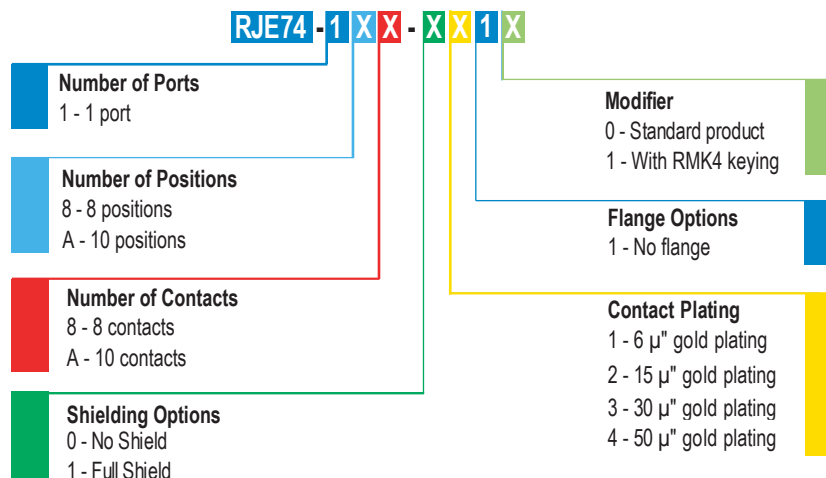 RJE74 - 1 X X - X X 1 X
Number of Ports
1 - 1 port
Number of Positions
8 - 8 positions
A - 10 positions
Number of Contacts
8 - 8 contacts
A - 10 contacts
Shielding Options
0 - No Shield
1 - Full Shield
Modifier
0 - Standard product
1 - With RMK4 keying
Flange Options
1 - No flange
Contact Plating
1 - 6 µ" gold plating
2 - 15 µ" gold plating
3 - 30 µ" gold plating
4 - 50 µ" gold plating